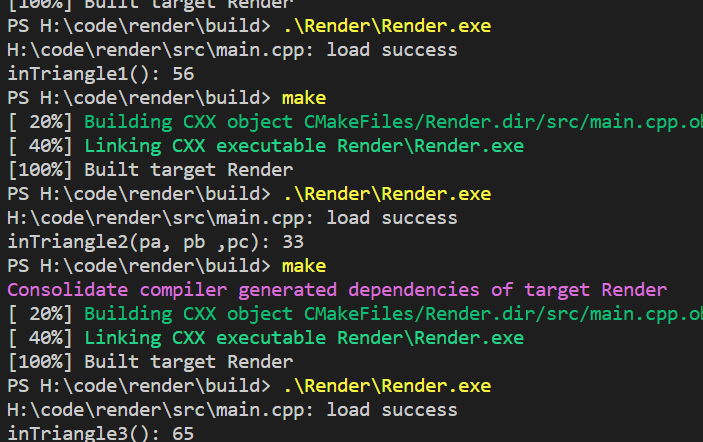 [100%] Built target Render
PS H:\code\render\build> .\Render\Render.exe
H:\code\render\src\main.cpp: load success
inTriangle1(): 56
PS H:\code\render\build> make
[ 20%] Building CXX object CMakeFiles/Render.dir/src/main.cpp.ob
[ 40%] Linking CXX executable Render\Render.exe
[100%] Built target Render
PS H:\code\render\build> .\Render\Render.exe
H:\code\render\src\main.cpp: load success
inTriangle2(pa, pb ,pc): 33
PS H:\code\render\build> make
Consolidate compiler generated dependencies of target Render
[ 20%] Building CXX object CMakeFiles/Render.dir/src/main.cpp.ob
[ 40%] Linking CXX executable Render\Render.exe
[100%] Built target Render
PS H:\code\render\build> .\Render\Render.exe
H:\code\render\src\main.cpp: load success
inTriangle3(): 65